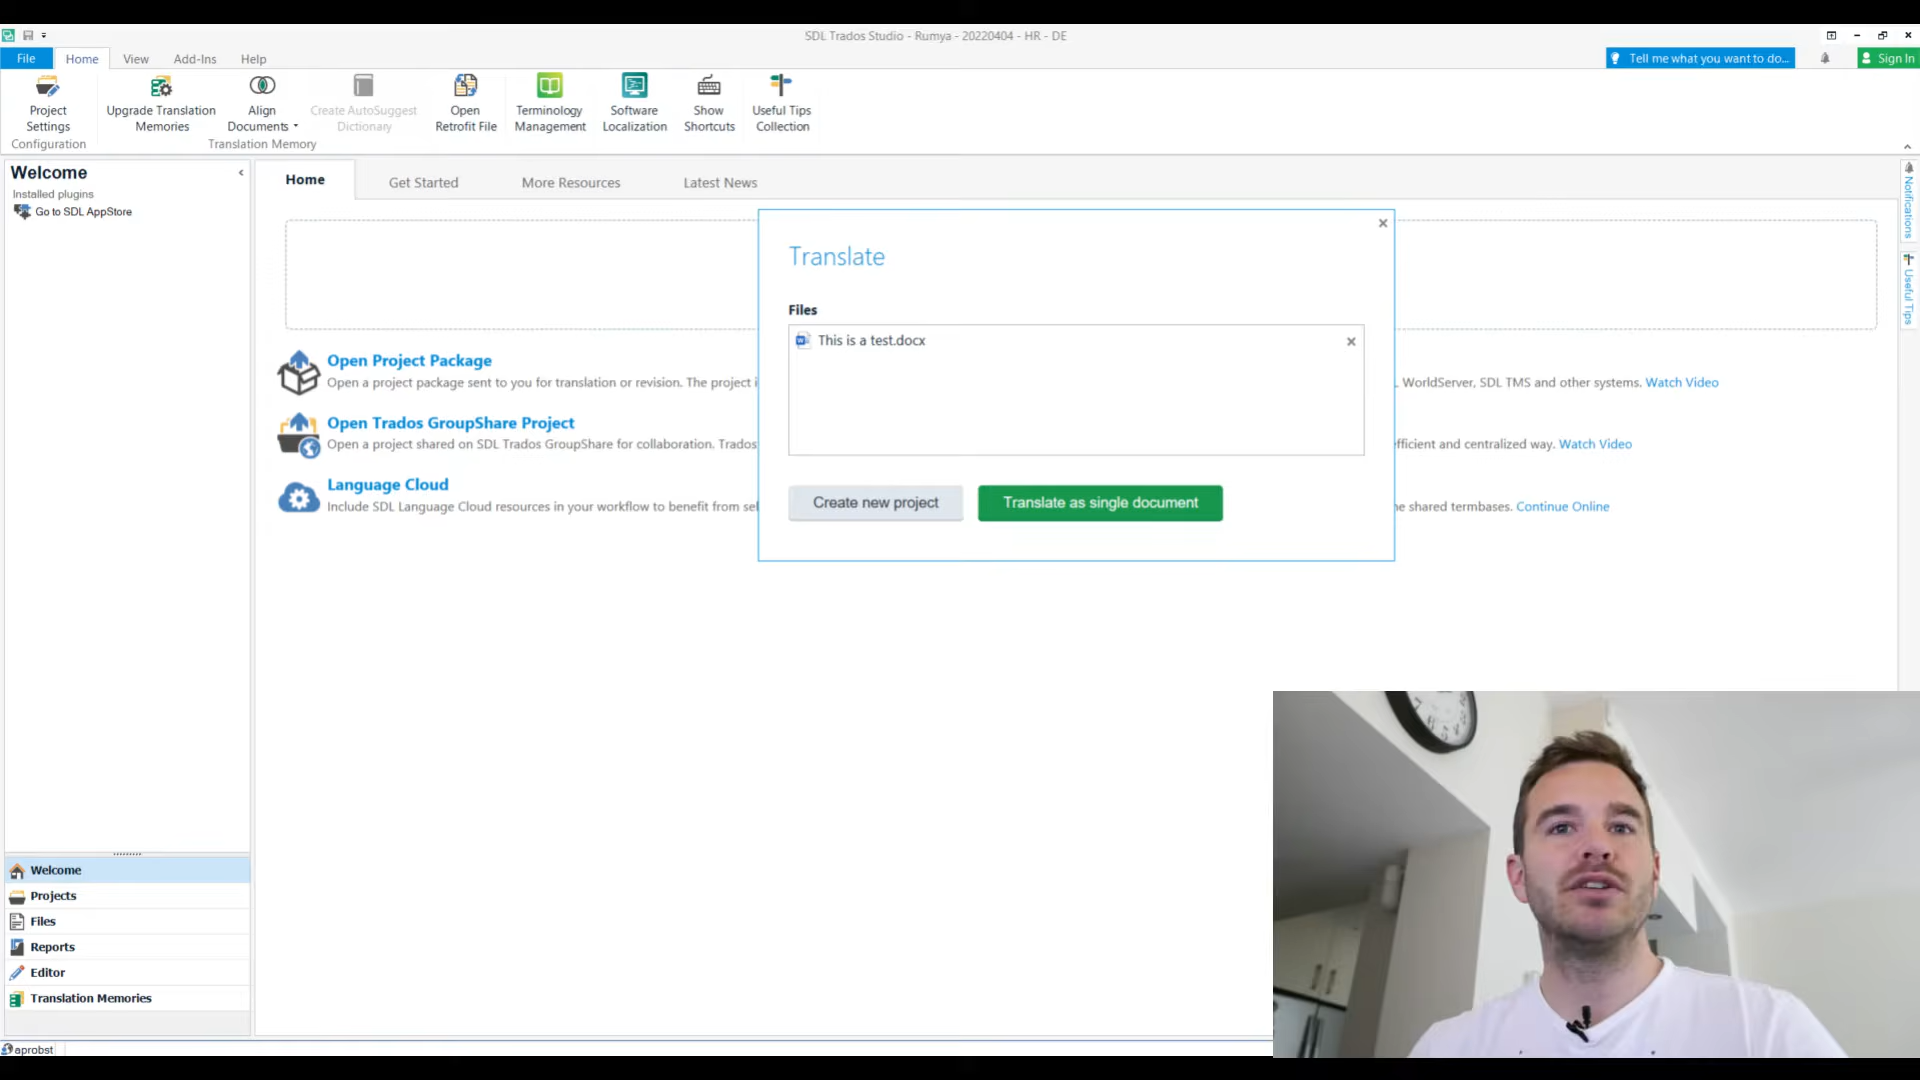 SDL Trados Studio - Rumya - 20220404 - HR - DE
File Home View Add-Ins Help
Tell me what you want to do...
Sign In
Project Settings
Upgrade Translation Memories
Align Documents
Create AutoSuggest Dictionary
Open Retrofit File
Terminology Management
Software Localization
Show Shortcuts
Useful Tips Collection
Configuration
Translation Memory
Welcome
Installed plugins
Go to SDL AppStore
Home Get Started More Resources Latest News
Notifications
Useful Tips
Translate
Files
This is a test.docx
Create new project
Translate as single document
Open Project Package
Open a project package sent to you for translation or revision. The project i
WorldServer, SDL TMS and other systems. Watch Video
Open Trados GroupShare Project
Open a project shared on SDL Trados GroupShare for collaboration. Trados
fficient and centralized way. Watch Video
Language Cloud
Include SDL Language Cloud resources in your workflow to benefit from sel
e shared termbases. Continue Online
Welcome
Projects
Files
Reports
Editor
Translation Memories
aprobst